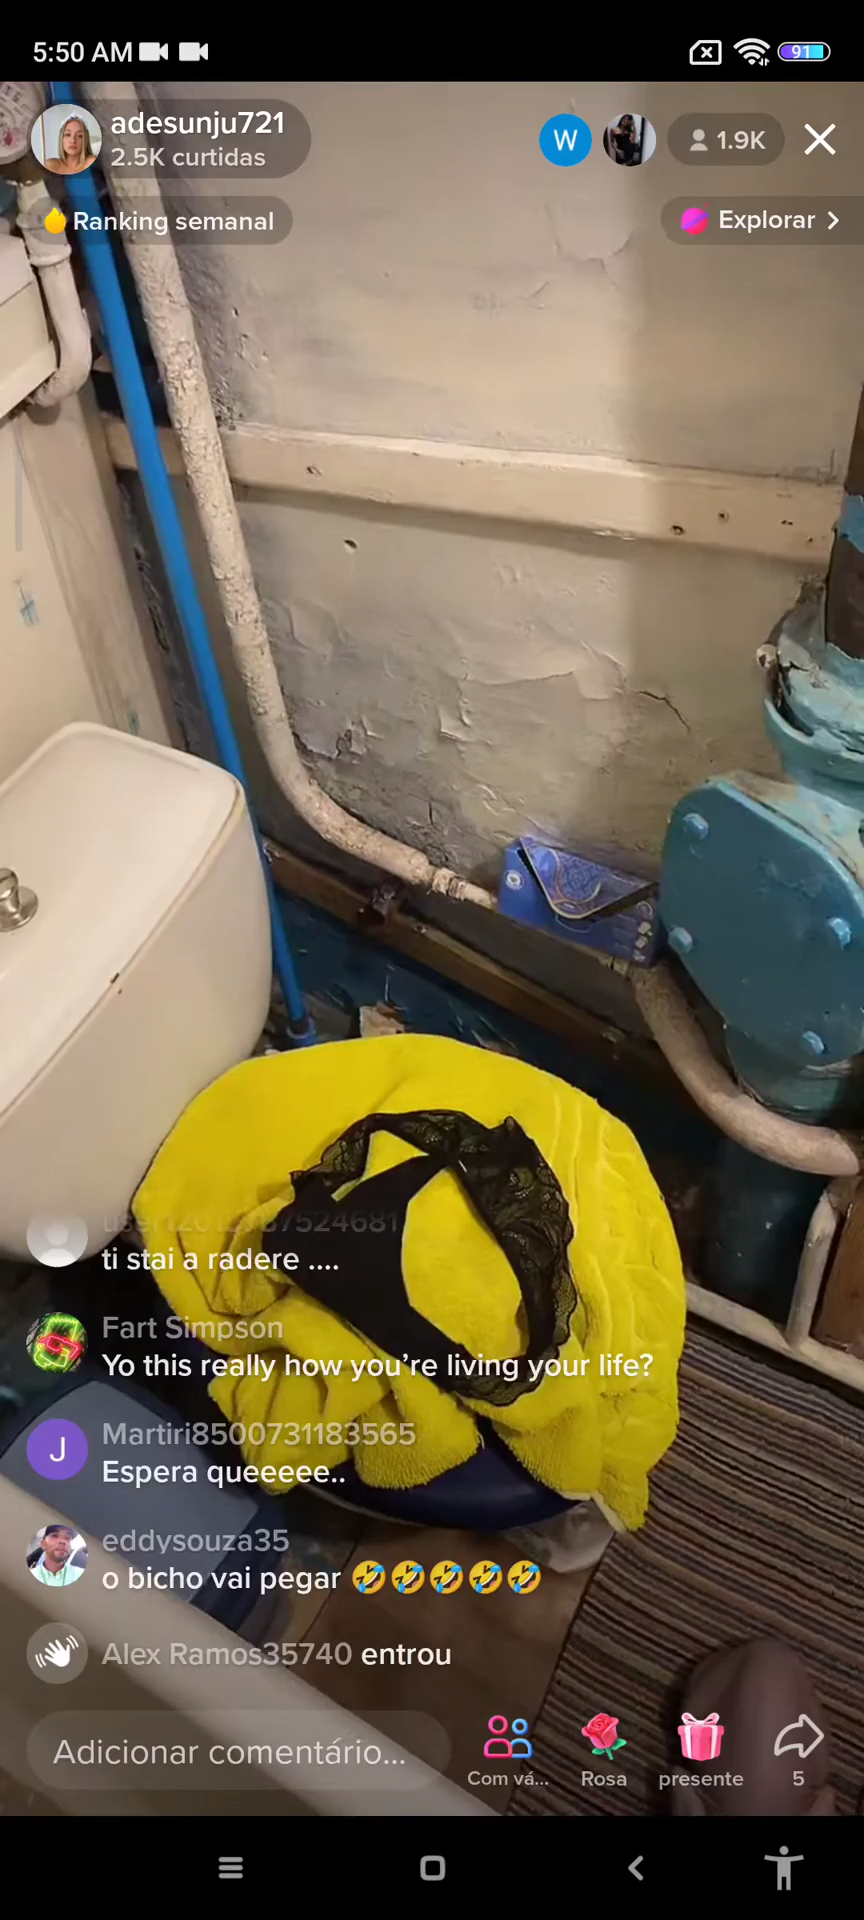 5:50 AM
91
adesunju721
2.5K curtidas
W
1.9K
Ranking semanal
Explorar
ti stai a radere ....
Fart Simpson
Yo this really how you’re living your life?
J
Martiri8500731183565
Espera queeeee..
eddysouza35
o bicho vai pegar 🤣🤣🤣🤣🤣
Alex Ramos35740 entrou
Adicionar comentário...
Com vá...
Rosa
presente
5